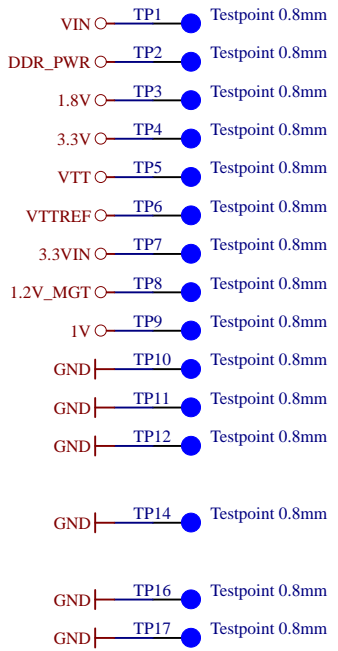 VIN TP1 Testpoint 0.8mm
DDR_PWR TP2 Testpoint 0.8mm
1.8V TP3 Testpoint 0.8mm
3.3V TP4 Testpoint 0.8mm
VTT TP5 Testpoint 0.8mm
VTTREF TP6 Testpoint 0.8mm
3.3VIN TP7 Testpoint 0.8mm
1.2V_MGT TP8 Testpoint 0.8mm
1V TP9 Testpoint 0.8mm
GND TP10 Testpoint 0.8mm
GND TP11 Testpoint 0.8mm
GND TP12 Testpoint 0.8mm
GND TP14 Testpoint 0.8mm
GND TP16 Testpoint 0.8mm
GND TP17 Testpoint 0.8mm